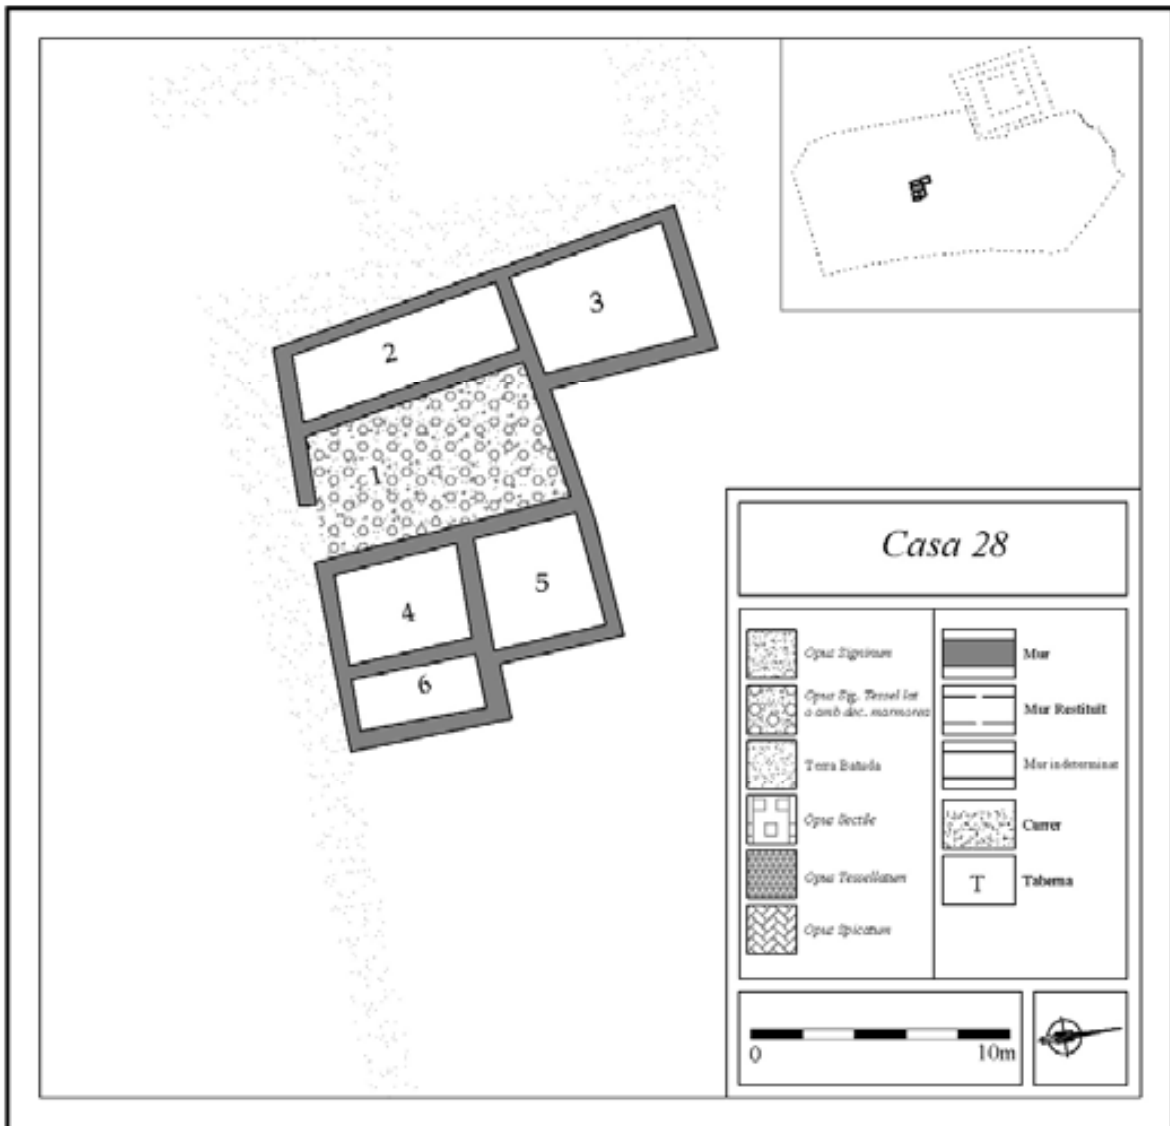 3
2
1
5
4
6
Casa 28
Opus Signinum
Opus Sig. Tessel lat
o amb dec. marmorea
Terra Batuda
Opus Sectile
Opus Tessellatum
Opus Spicatum
Mur
Mur Restituït
Mur indeterminat
Carrer
T
Taberna
0
10m